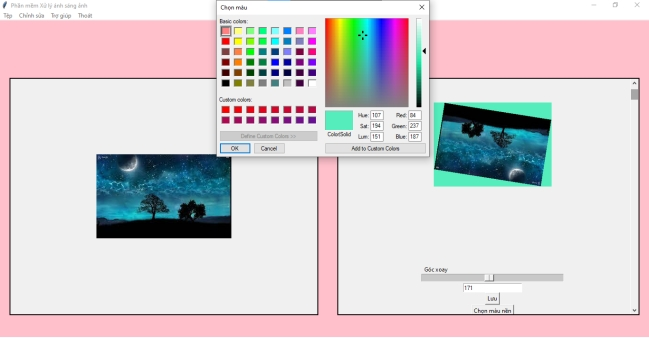 Phần mềm Xử lý ảnh sáng ảnh
Tệp Chỉnh sửa Trợ giúp Thoát
Chọn màu
Basic colors:
Custom colors:
Define Custom Colors >>
OK Cancel
Color|Solid
Hue: 107 Red: 84
Sat: 194 Green: 237
Lum: 151 Blue: 187
Add to Custom Colors
Góc xoay
171
Lưu
Chọn màu nền